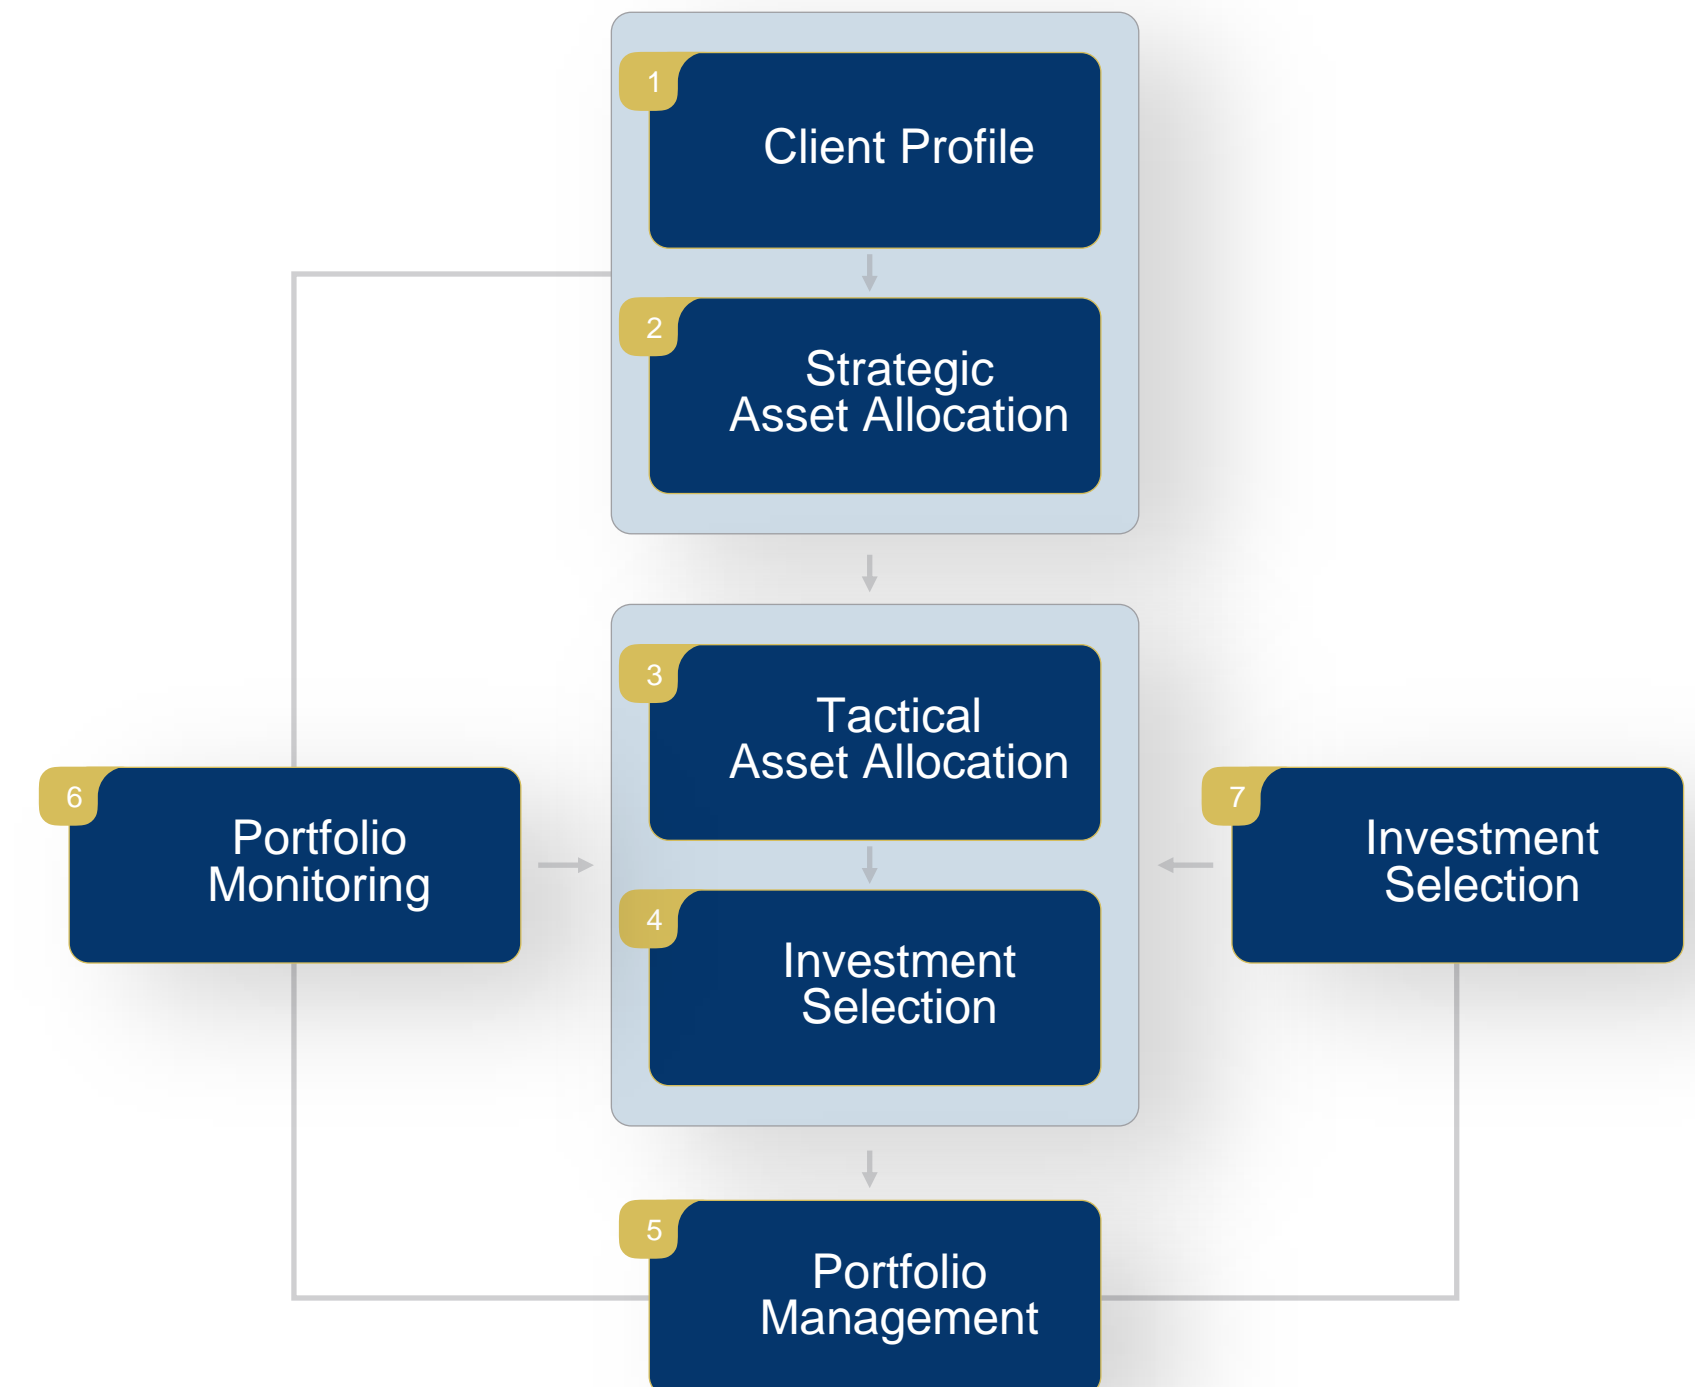 1
Client Profile
2
Strategic
Asset Allocation
3
Tactical
Asset Allocation
6
Portfolio
Monitoring
7
Investment
Selection
4
Investment
Selection
5
Portfolio
Management